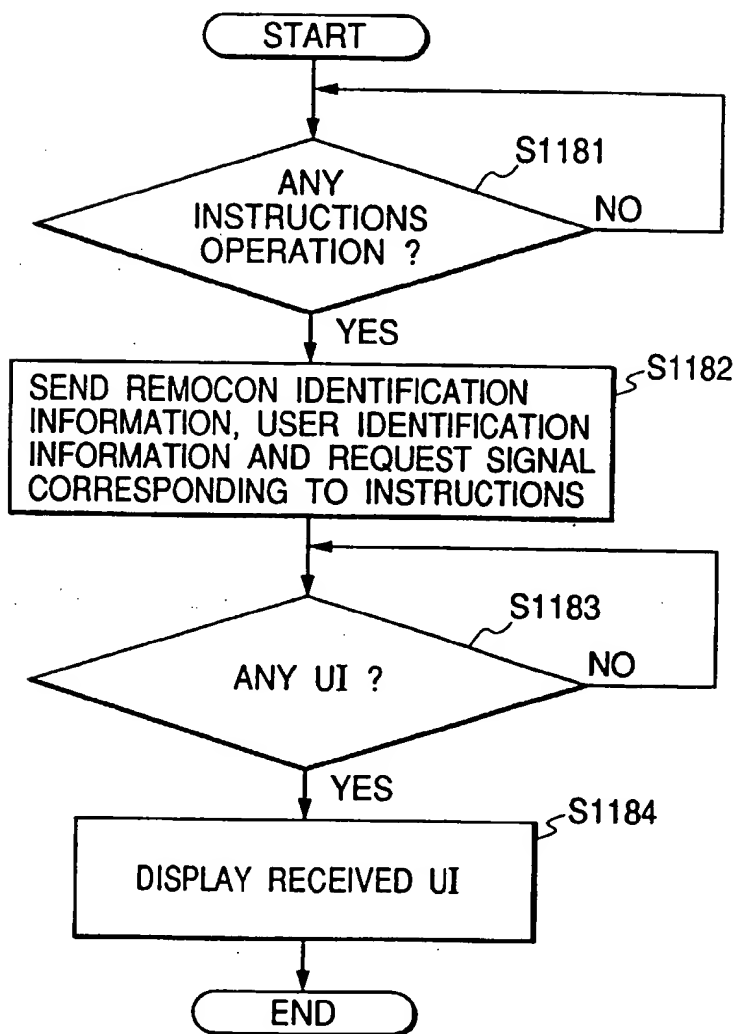 START
S1181
ANY
INSTRUCTIONS
OPERATION ?
NO
YES
S1182
SEND REMOCON IDENTIFICATION
INFORMATION, USER IDENTIFICATION
INFORMATION AND REQUEST SIGNAL
CORRESPONDING TO INSTRUCTIONS
S1183
ANY UI ?
NO
YES
S1184
DISPLAY RECEIVED UI
END